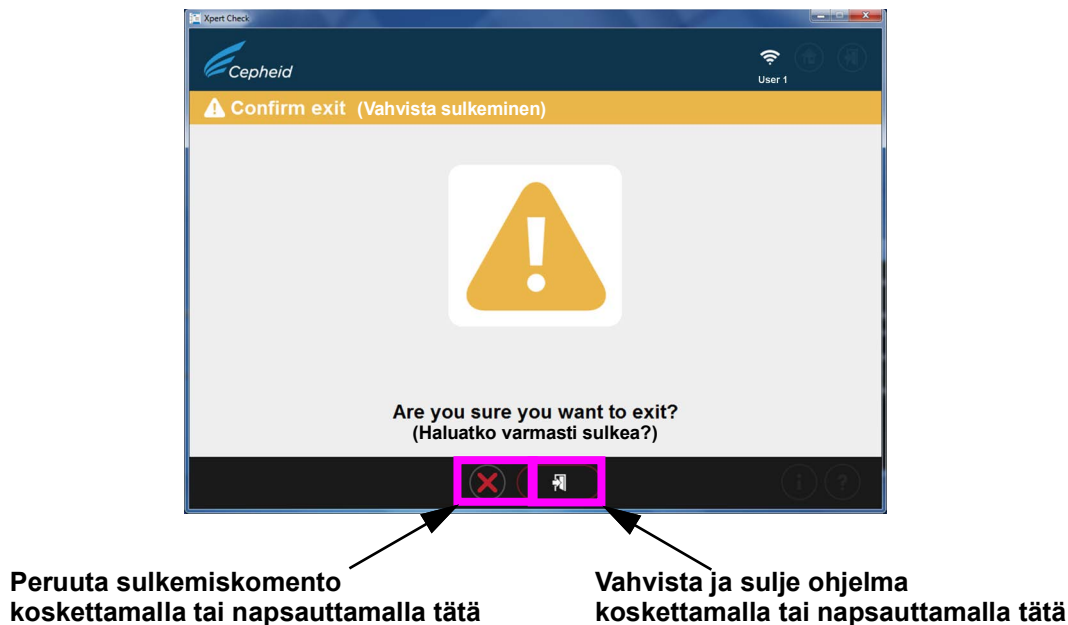 Xpert Check
Cepheid
User 1
Confirm exit (Vahvista sulkeminen)
Are you sure you want to exit?
(Haluatko varmasti sulkea?)
Peruuta sulkemiskomento
koskettamalla tai napsauttamalla tätä
Vahvista ja sulje ohjelma
koskettamalla tai napsauttamalla tätä